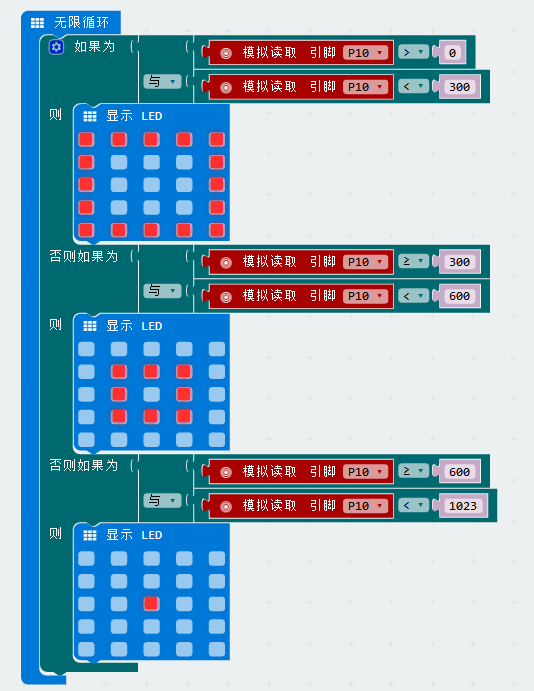 无限循环
如果为
模拟读取 引脚 P10 > 0
与
模拟读取 引脚 P10 < 300
则
显示 LED
否则如果为
模拟读取 引脚 P10 ≥ 300
与
模拟读取 引脚 P10 < 600
则
显示 LED
否则如果为
模拟读取 引脚 P10 ≥ 600
与
模拟读取 引脚 P10 < 1023
则
显示 LED